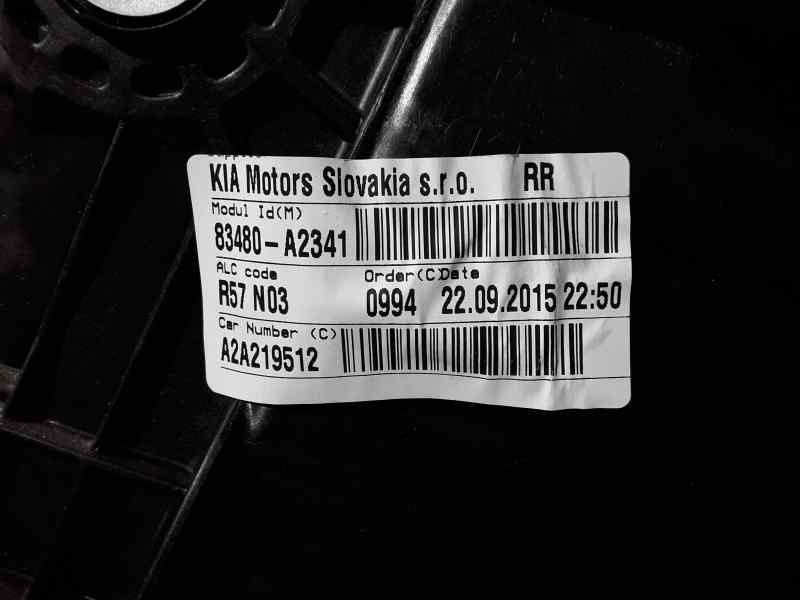 KIA Motors Slovakia s.r.o. RR
Modul Id(M)
83480-A2341
ALC code Order(C)Date
R57 N03 0994 22.09.2015 22:50
Car Number (C)
A2A219512